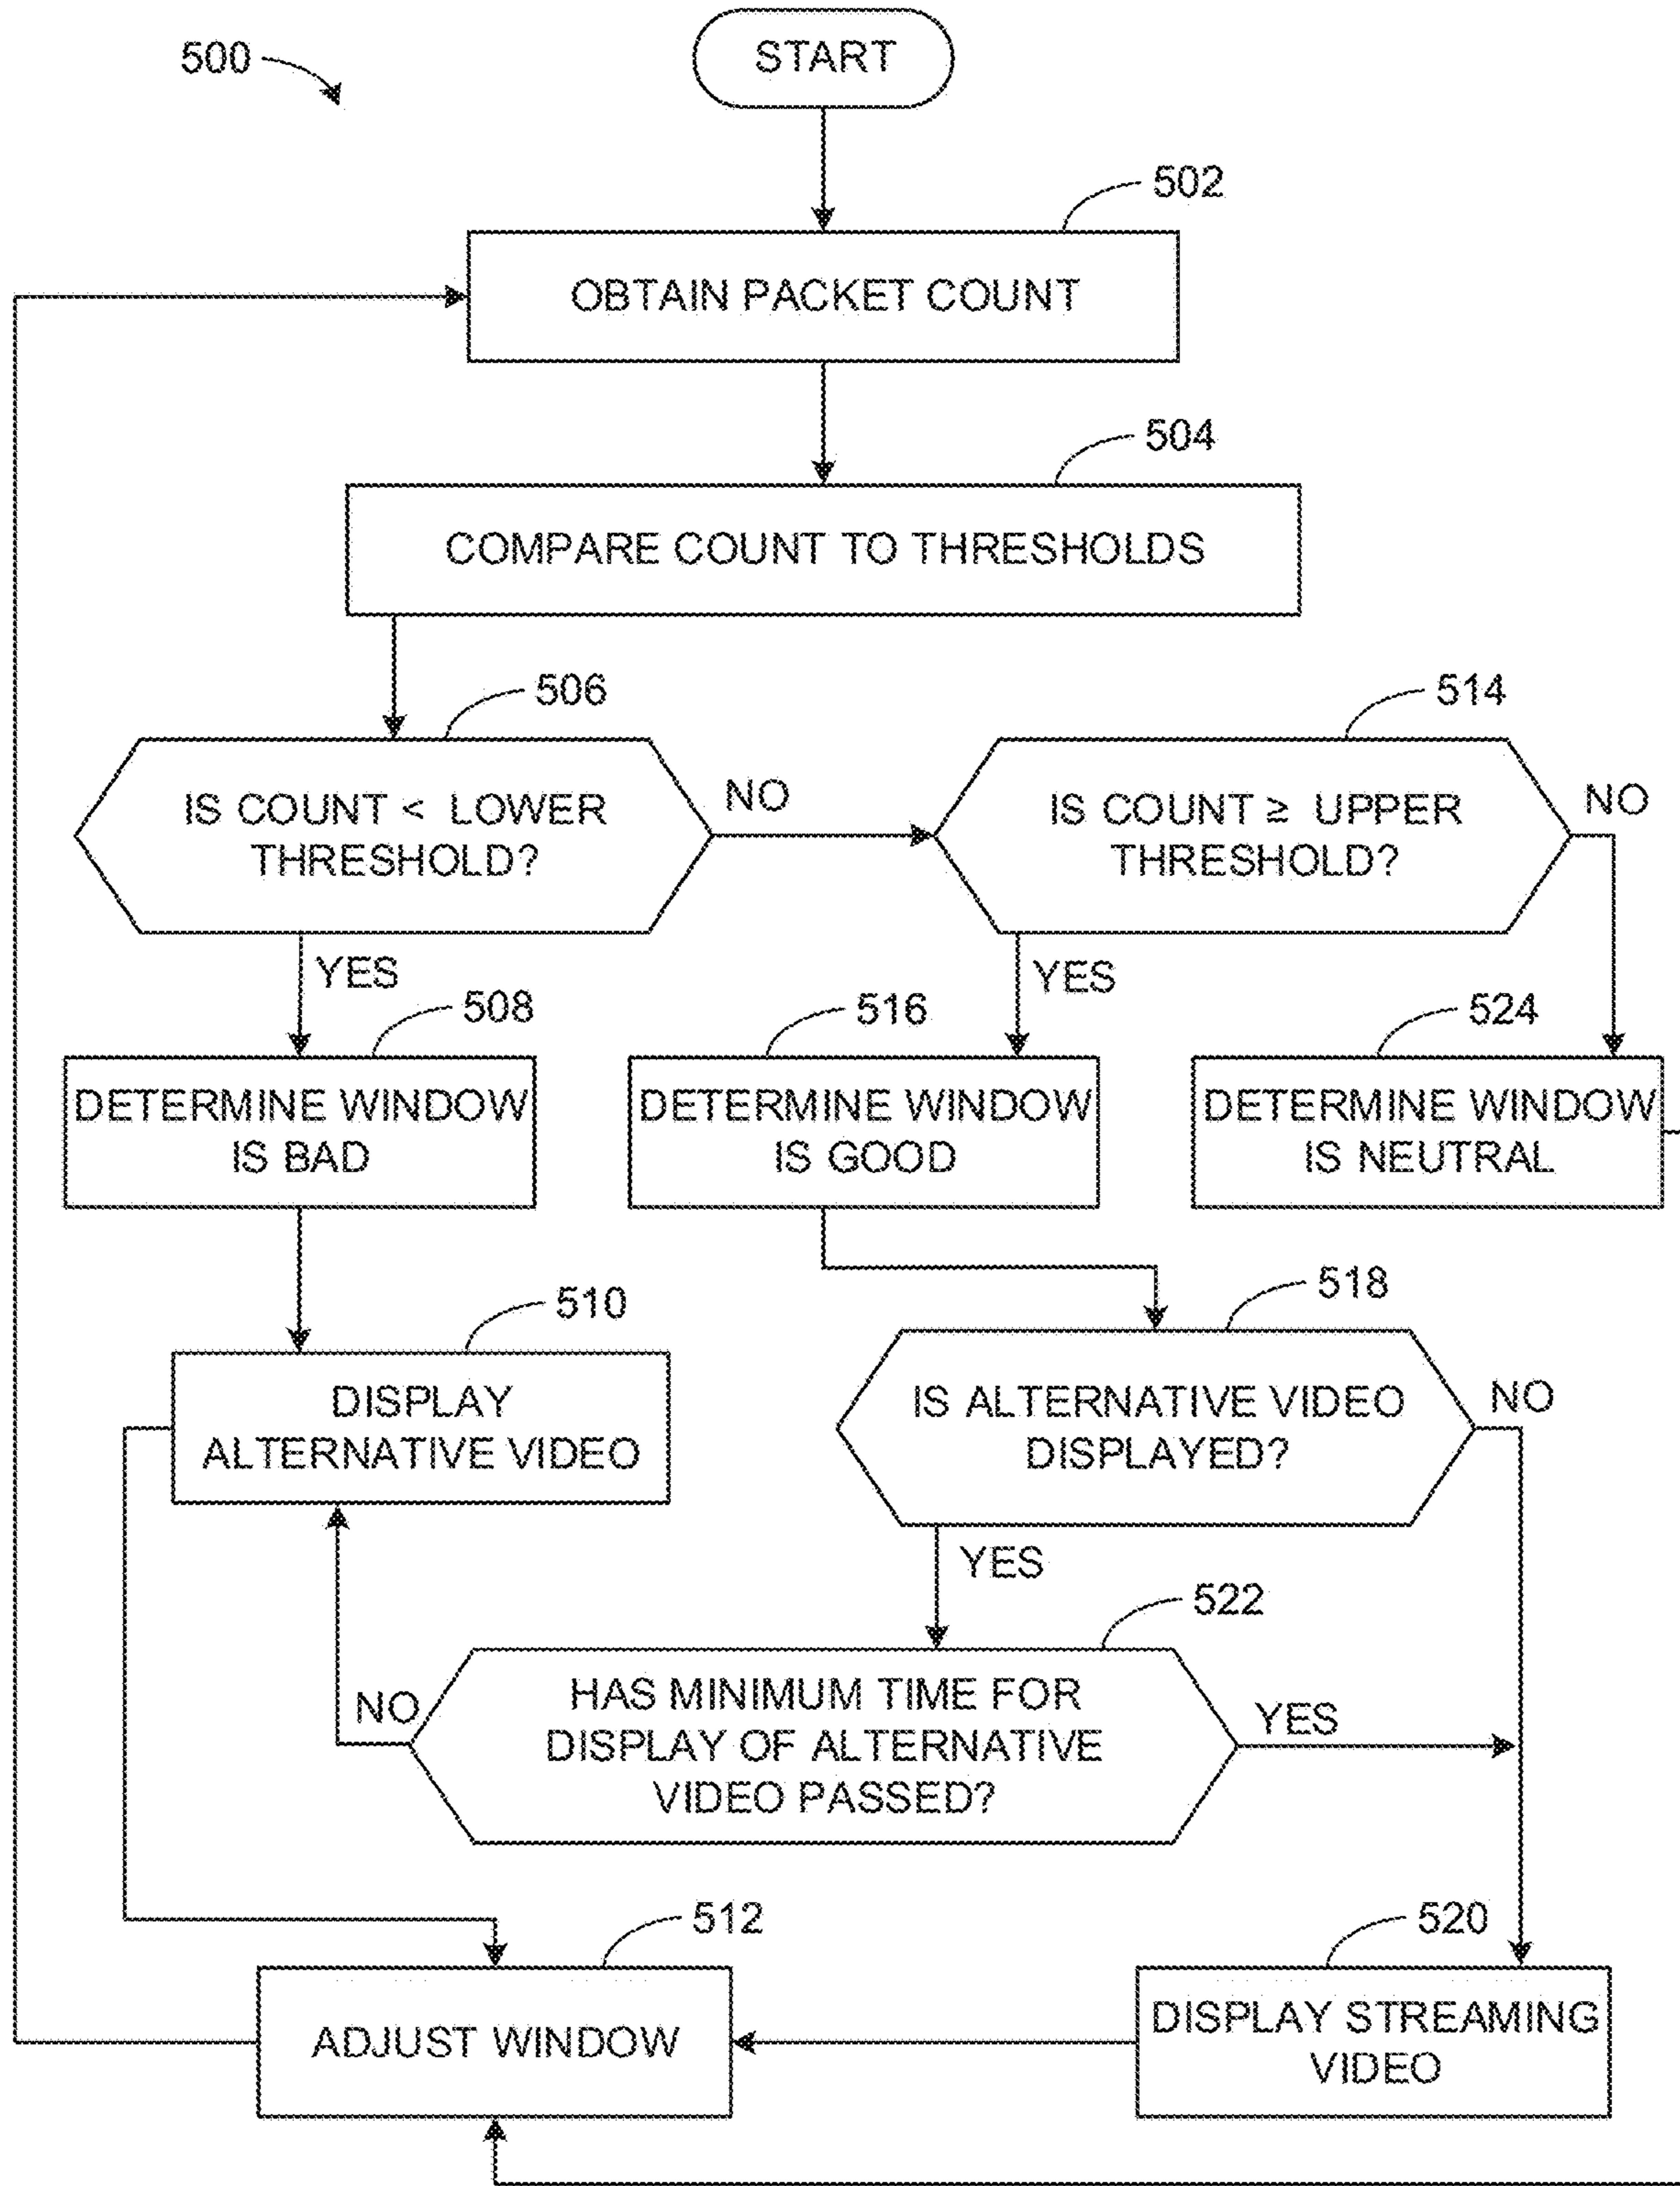 500
START
502
OBTAIN PACKET COUNT
504
COMPARE COUNT TO THRESHOLDS
506
IS COUNT < LOWER
THRESHOLD?
NO
514
IS COUNT ≥ UPPER
THRESHOLD?
NO
YES
YES
508
DETERMINE WINDOW
IS BAD
516
DETERMINE WINDOW
IS GOOD
524
DETERMINE WINDOW
IS NEUTRAL
510
DISPLAY
ALTERNATIVE VIDEO
518
IS ALTERNATIVE VIDEO
DISPLAYED?
NO
YES
522
HAS MINIMUM TIME FOR
DISPLAY OF ALTERNATIVE
VIDEO PASSED?
NO
YES
512
ADJUST WINDOW
520
DISPLAY STREAMING
VIDEO